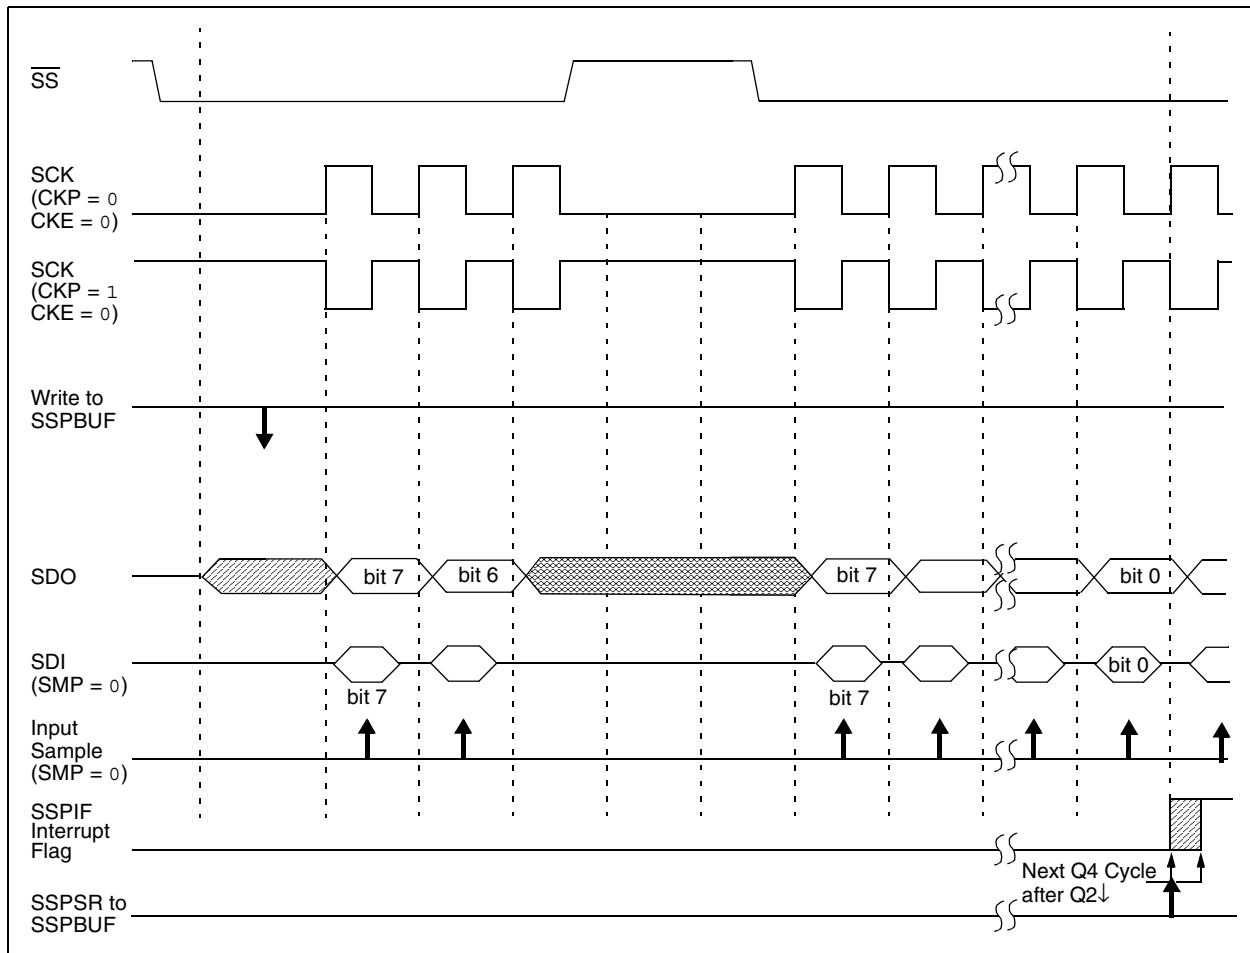 SS
SCK
(CKP = 0
CKE = 0)
SCK
(CKP = 1
CKE = 0)
Write to
SSPBUF
SDO
bit 7
bit 6
bit 7
bit 0
SDI
(SMP = 0)
bit 7
bit 7
bit 0
Input
Sample
(SMP = 0)
SSPIF
Interrupt
Flag
Next Q4 Cycle
after Q2↓
SSPSR to
SSPBUF